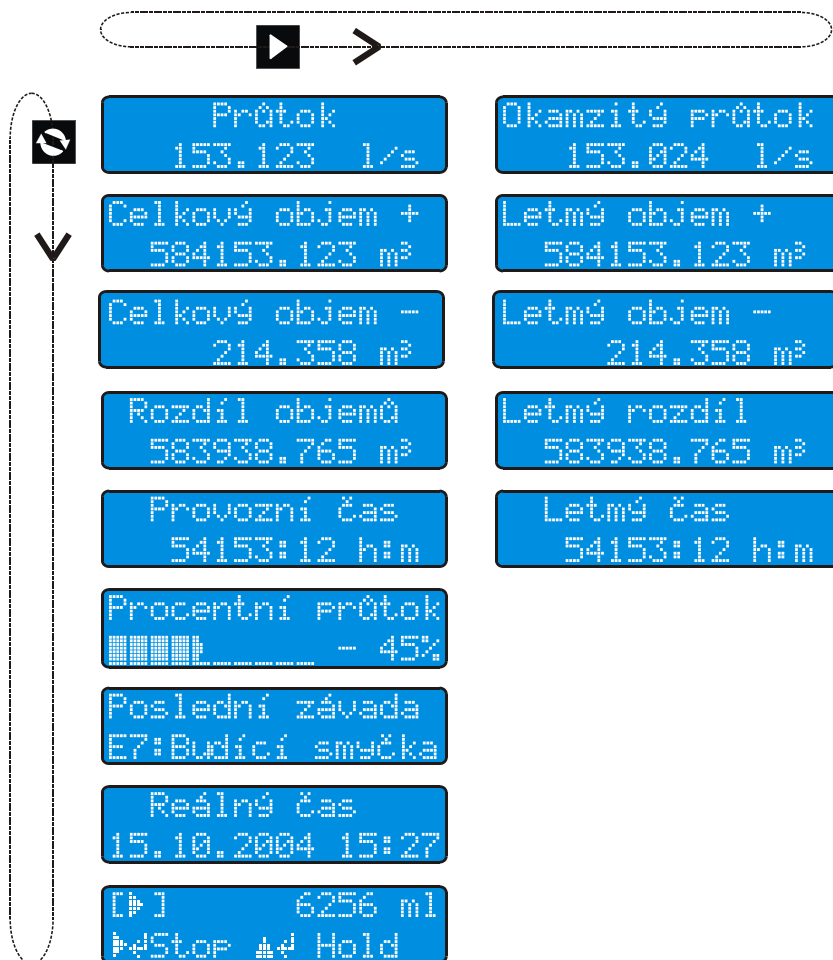 Průtok
153.123 l/s
Okamzitý průtok
153.024 l/s
Celkový objem +
584153.123 m³
Letmý objem +
584153.123 m³
Celkový objem -
214.358 m³
Letmý objem -
214.358 m³
Rozdíl objemů
583938.765 m³
Letmý rozdíl
583938.765 m³
Provozní čas
54153:12 h:m
Letmý čas
54153:12 h:m
Procentní průtok
- 45%
Poslední závada
E7:Budící smyčka
Reálný čas
15.10.2004 15:27
[▶] 6256 ml
▶↲Stop ▲↲ Hold